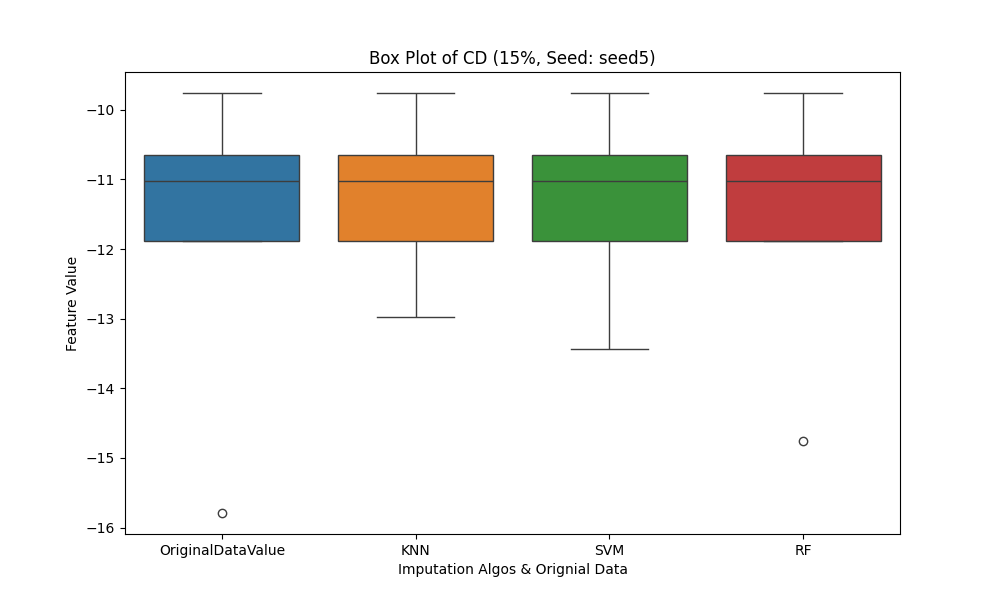 Box Plot of CD (15%, Seed: seed5)
Feature Value
−10
−11
−12
−13
−14
−15
−16
OriginalDataValue
KNN
SVM
RF
Imputation Algos & Orignial Data